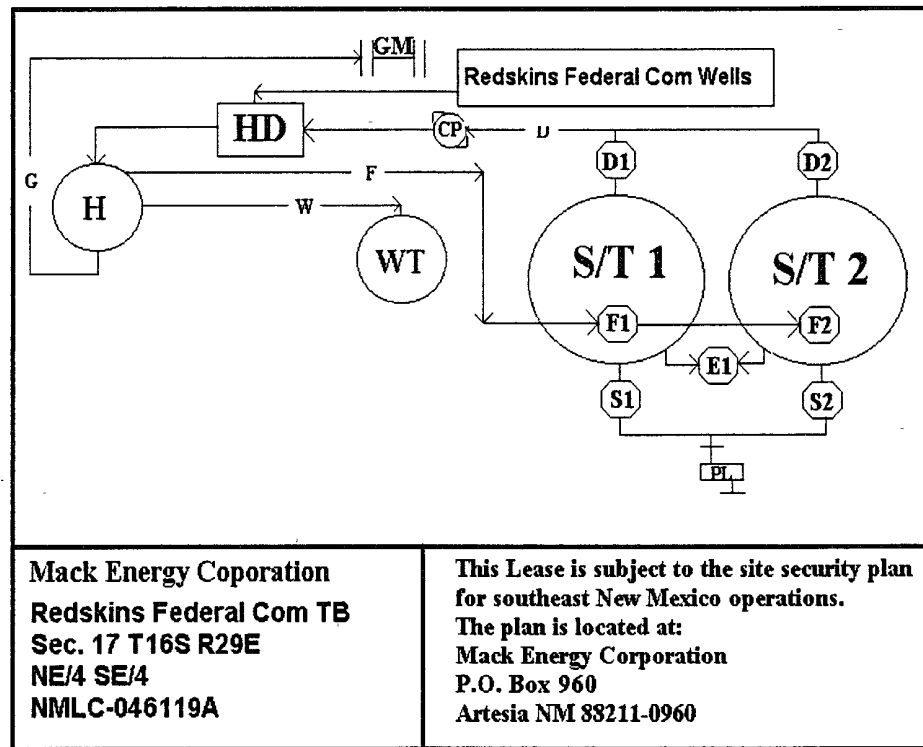 GM
Redskins Federal Com Wells
HD
CP
D
D1
D2
G
F
H
W
WT
S/T 1
S/T 2
F1
F2
E1
S1
S2
PL
Mack Energy Coporation
Redskins Federal Com TB
Sec. 17 T16S R29E
NE/4 SE/4
NMLC-046119A
This Lease is subject to the site security plan
for southeast New Mexico operations.
The plan is located at:
Mack Energy Corporation
P.O. Box 960
Artesia NM 88211-0960